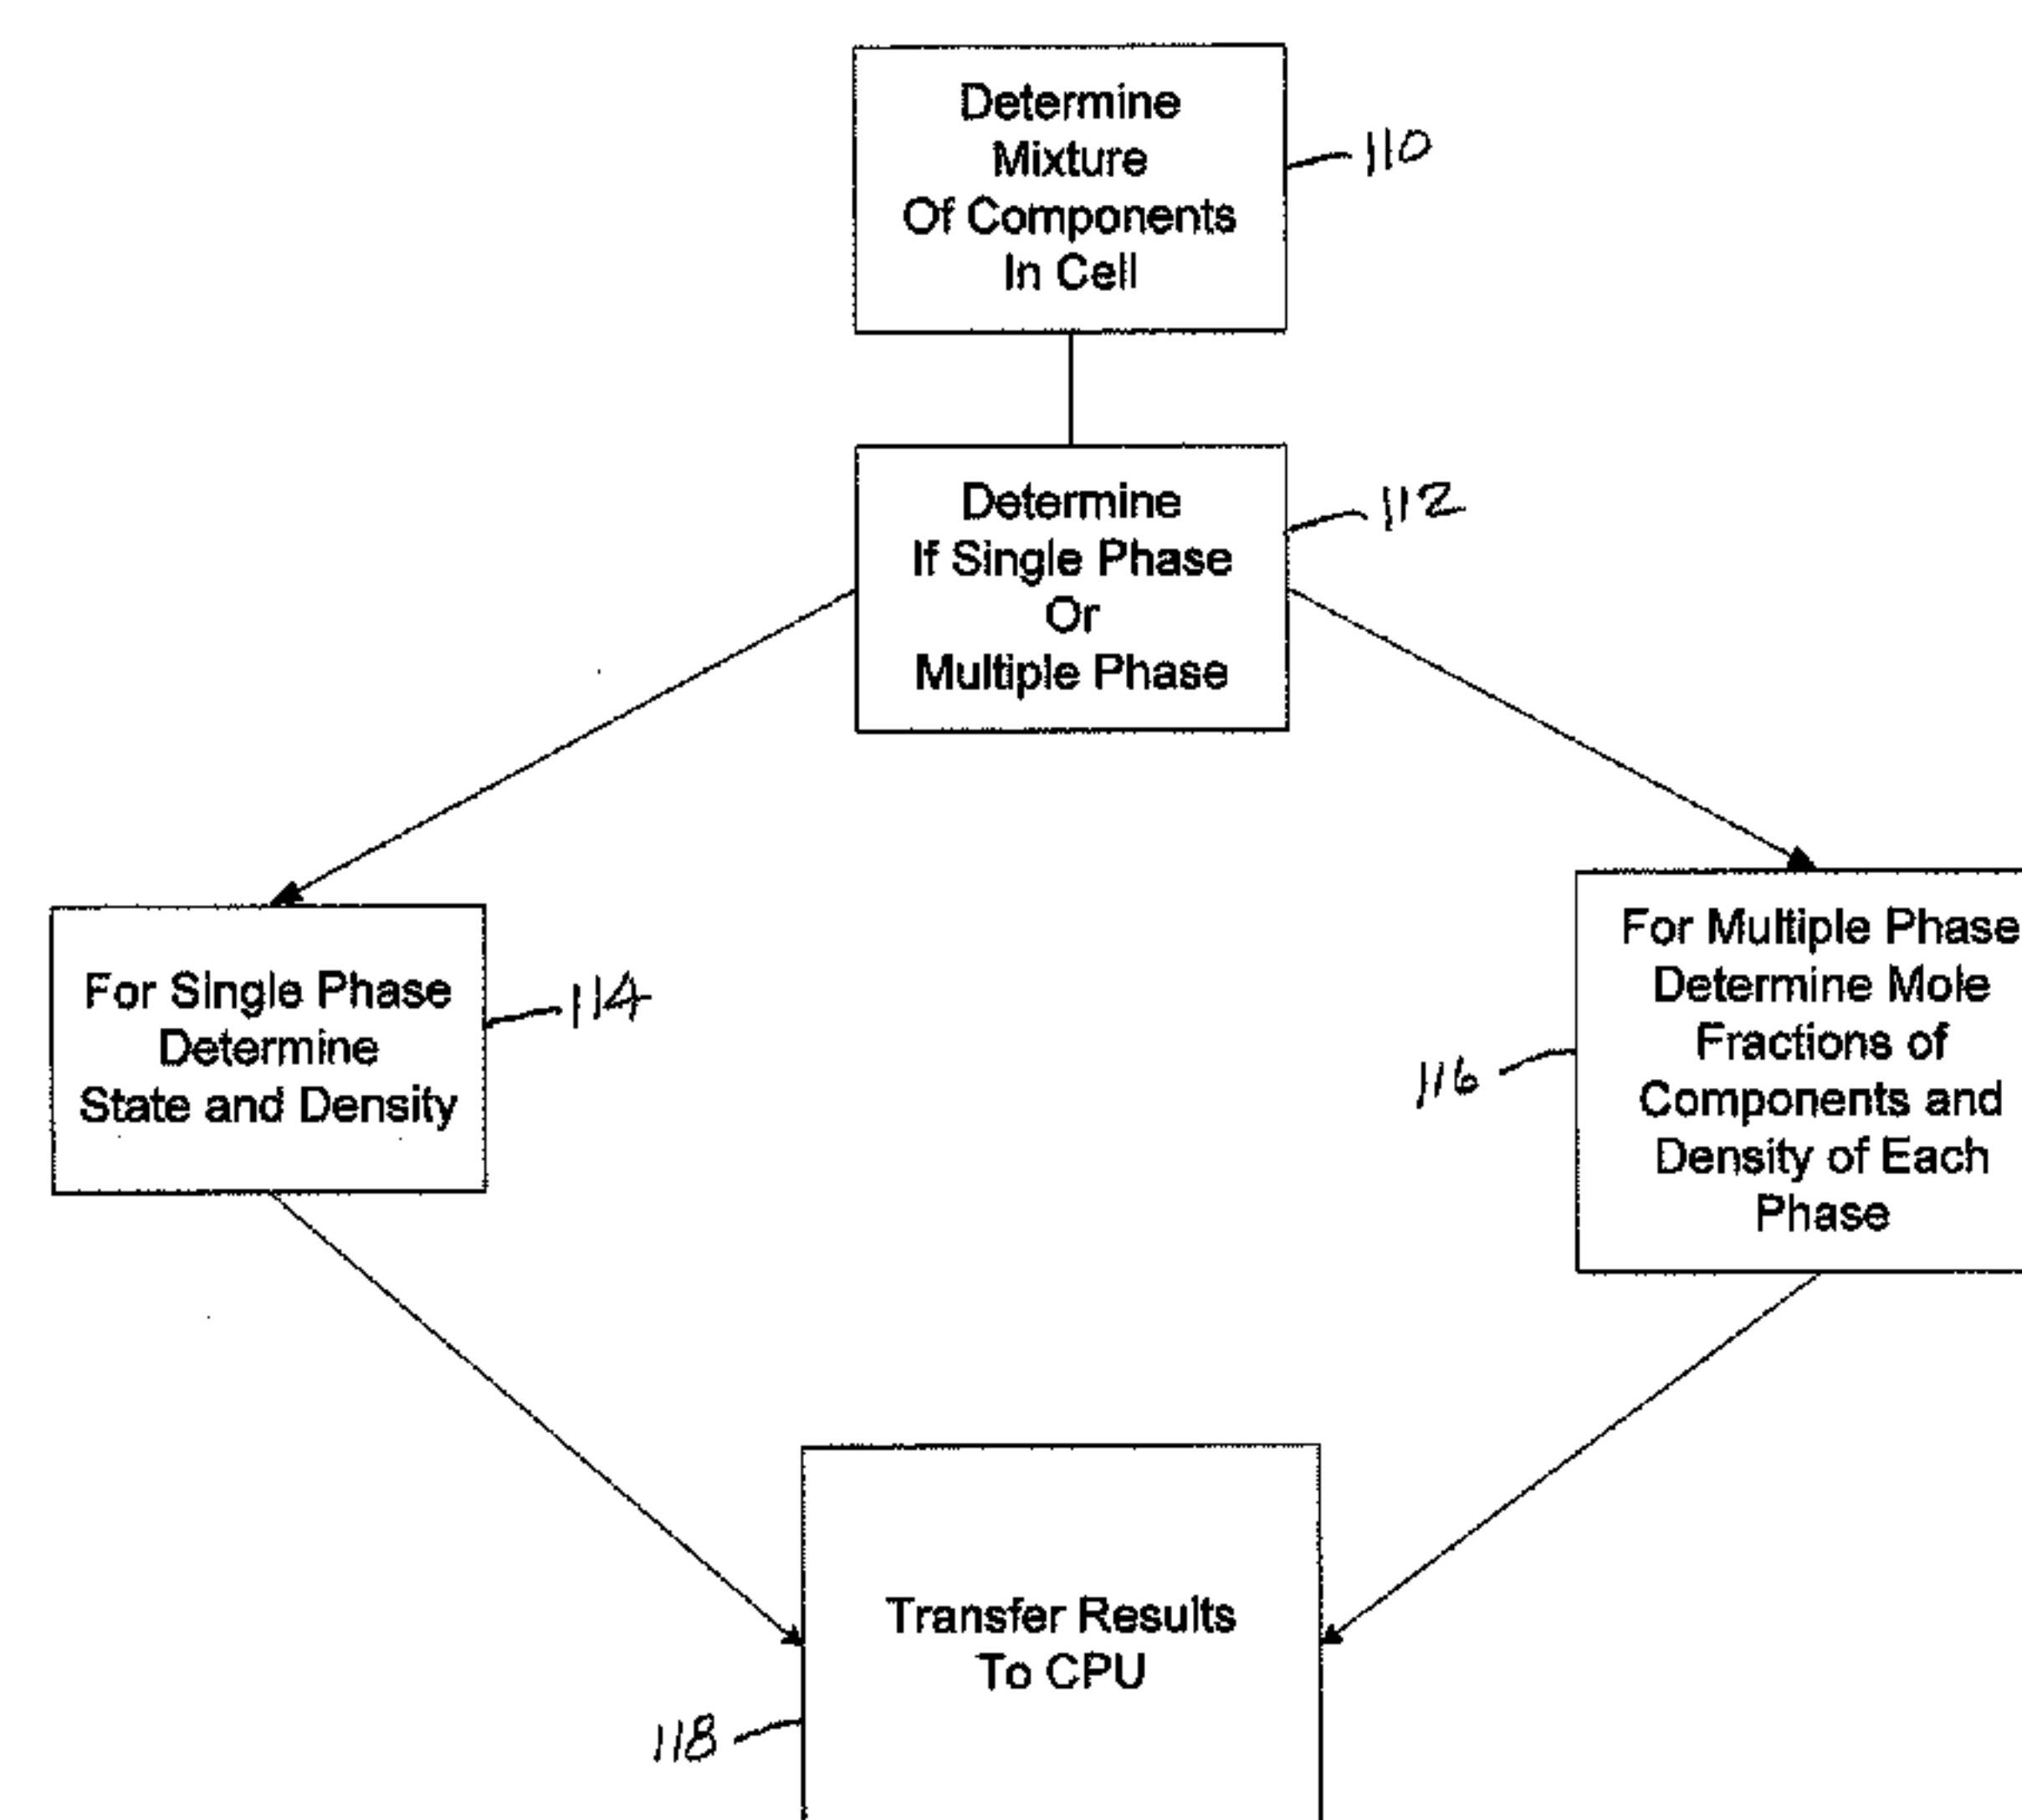 Determine
Mixture
Of Components
In Cell
110
Determine
If Single Phase
Or
Multiple Phase
112
For Single Phase
Determine
State and Density
114
For Multiple Phase
Determine Mole
Fractions of
Components and
Density of Each
Phase
116
Transfer Results
To CPU
118